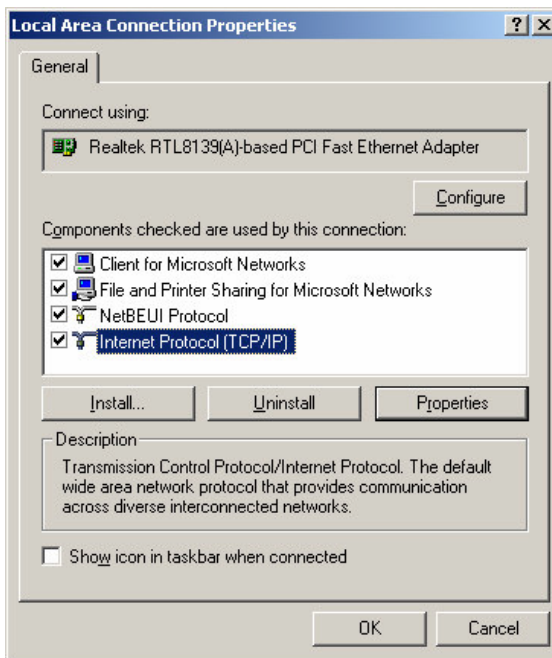 Local Area Connection Properties
General
Connect using:
Realtek RTL8139(A)-based PCI Fast Ethernet Adapter
Configure
Components checked are used by this connection:
Client for Microsoft Networks
File and Printer Sharing for Microsoft Networks
NetBEUI Protocol
Internet Protocol (TCP/IP)
Install... Uninstall Properties
Description
Transmission Control Protocol/Internet Protocol. The default
wide area network protocol that provides communication
across diverse interconnected networks.
Show icon in taskbar when connected
OK Cancel